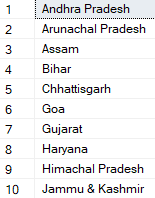 1 Andhra Pradesh
2 Arunachal Pradesh
3 Assam
4 Bihar
5 Chhattisgarh
6 Goa
7 Gujarat
8 Haryana
9 Himachal Pradesh
10 Jammu & Kashmir